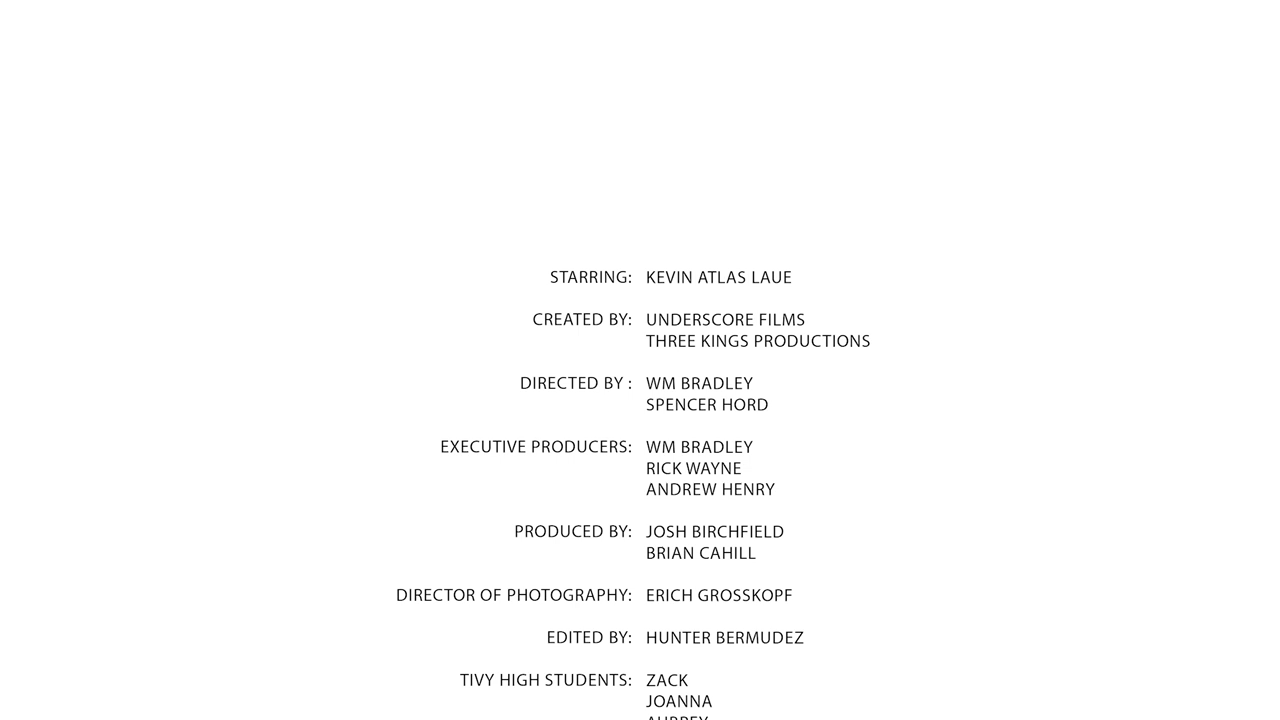 STARRING: KEVIN ATLAS LAUE
CREATED BY: UNDERSCORE FILMS
THREE KINGS PRODUCTIONS
DIRECTED BY : WM BRADLEY
SPENCER HORD
EXECUTIVE PRODUCERS: WM BRADLEY
RICK WAYNE
ANDREW HENRY
PRODUCED BY: JOSH BIRCHFIELD
BRIAN CAHILL
DIRECTOR OF PHOTOGRAPHY: ERICH GROSSKOPF
EDITED BY: HUNTER BERMUDEZ
TIVY HIGH STUDENTS: ZACK
JOANNA